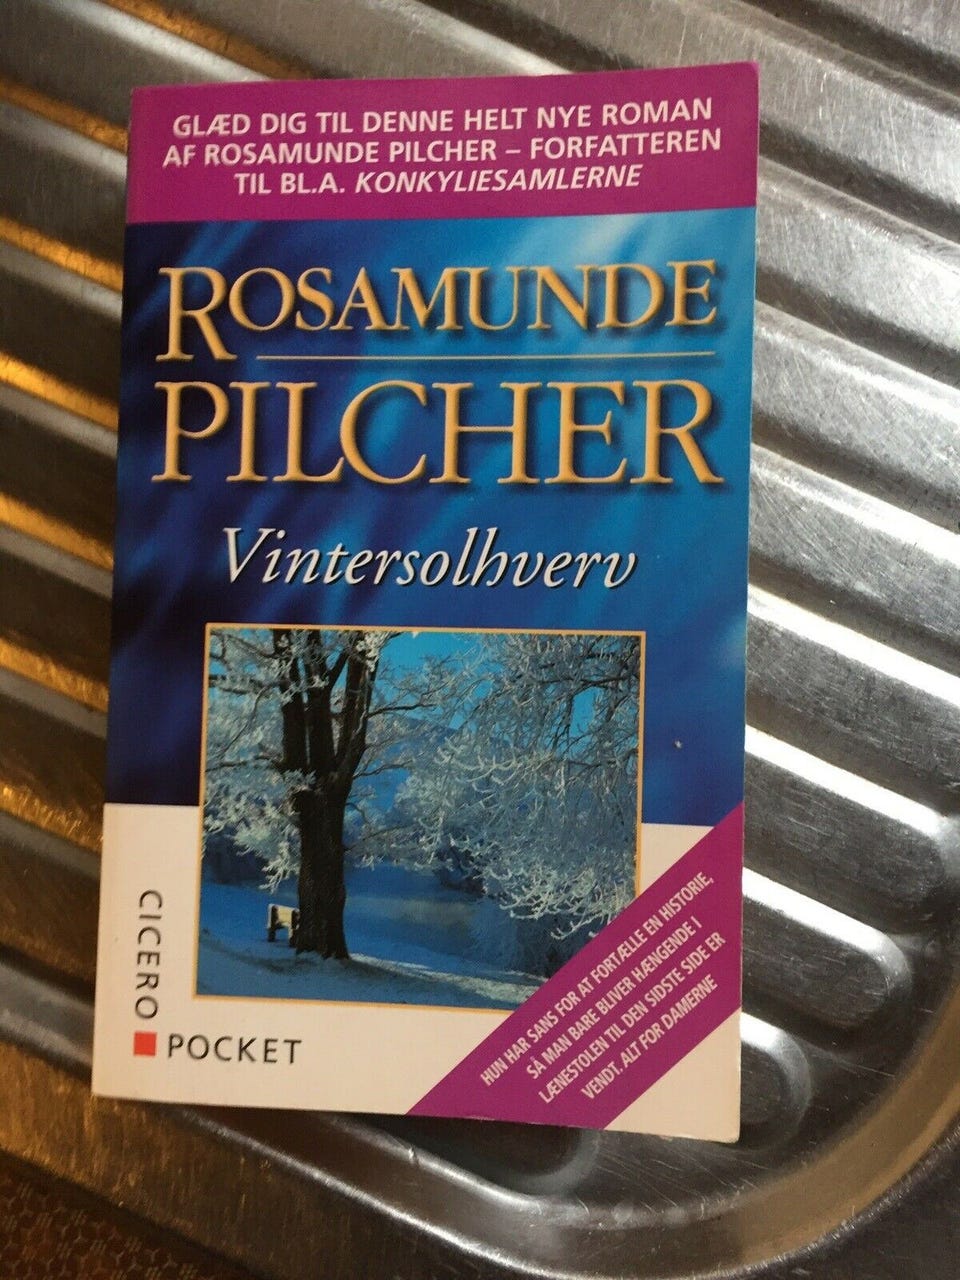 GLÆD DIG TIL DENNE HELT NYE ROMAN
AF ROSAMUNDE PILCHER – FORFATTEREN
TIL BL.A. KONKYLIESAMLERNE
ROSAMUNDE
PILCHER
Vintersolhverv
CICERO
POCKET
HUN HAR SANS FOR AT FORTÆLLE EN HISTORIE,
SÅ MAN BARE BLIVER HÆNGENDE I
LÆNESTOLEN TIL DEN SIDSTE SIDE ER
VENDT. ALT FOR DAMERNE